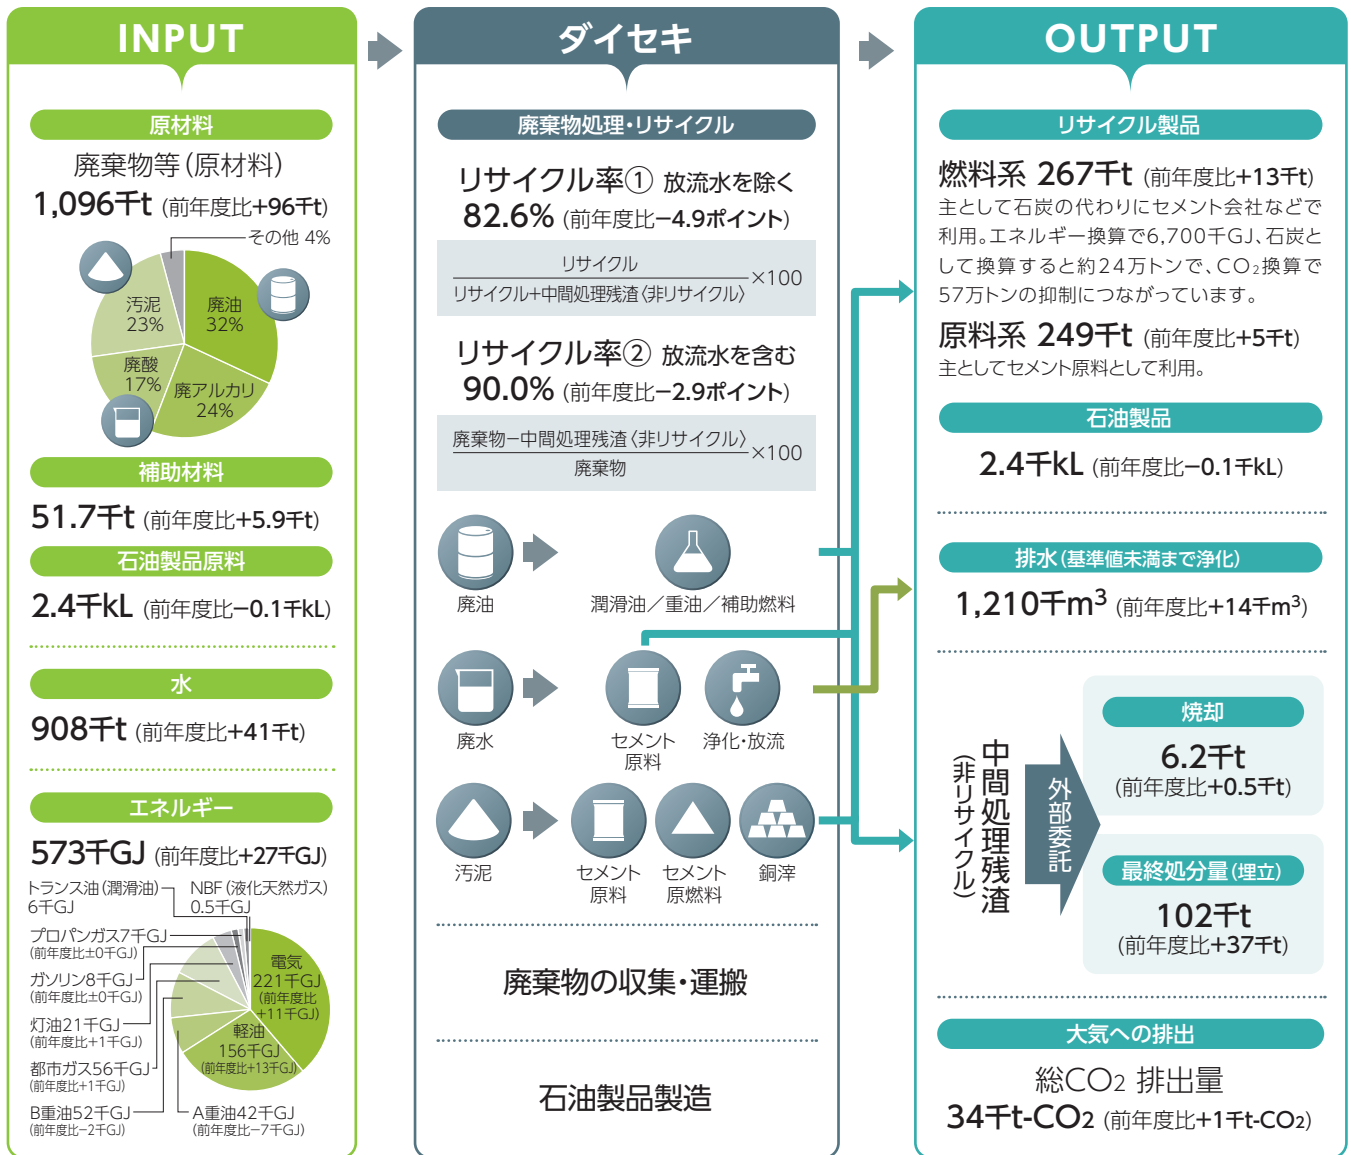 INPUT
原材料
廃棄物等(原材料)
1,096千t (前年度比+96千t)
その他 4%
汚泥
23%
廃油
32%
廃酸
17%
廃アルカリ
24%
補助材料
51.7千t (前年度比+5.9千t)
石油製品原料
2.4千kL (前年度比−0.1千kL)
水
908千t (前年度比+41千t)
エネルギー
573千GJ (前年度比+27千GJ)
トランス油(潤滑油)
6千GJ
NBF(液化天然ガス)
0.5千GJ
プロパンガス7千GJ
(前年度比±0千GJ)
ガソリン8千GJ
(前年度比±0千GJ)
灯油21千GJ
(前年度比+1千GJ)
都市ガス56千GJ
(前年度比+1千GJ)
B重油52千GJ
(前年度比−2千GJ)
A重油42千GJ
(前年度比−7千GJ)
電気
221千GJ
(前年度比
+11千GJ)
軽油
156千GJ
(前年度比+13千GJ)
ダイセキ
廃棄物処理・リサイクル
リサイクル率① 放流水を除く
82.6% (前年度比−4.9ポイント)
リサイクル
リサイクル+中間処理残渣〈非リサイクル〉
×100
リサイクル率② 放流水を含む
90.0% (前年度比−2.9ポイント)
廃棄物−中間処理残渣〈非リサイクル〉
廃棄物
×100
廃油
潤滑油/重油/補助燃料
廃水
セメント
原料
浄化・放流
汚泥
セメント
原料
セメント
原燃料
銅滓
廃棄物の収集・運搬
石油製品製造
OUTPUT
リサイクル製品
燃料系 267千t (前年度比+13千t)
主として石炭の代わりにセメント会社などで
利用。エネルギー換算で6,700千GJ、石炭と
して換算すると約24万トンで、CO2換算で
57万トンの抑制につながっています。
原料系 249千t (前年度比+5千t)
主としてセメント原料として利用。
石油製品
2.4千kL (前年度比−0.1千kL)
排水(基準値未満まで浄化)
1,210千m³ (前年度比+14千m³)
中間処理残渣
(非リサイクル)
外部委託
焼却
6.2千t
(前年度比+0.5千t)
最終処分量(埋立)
102千t
(前年度比+37千t)
大気への排出
総CO2 排出量
34千t-CO2 (前年度比+1千t-CO2)